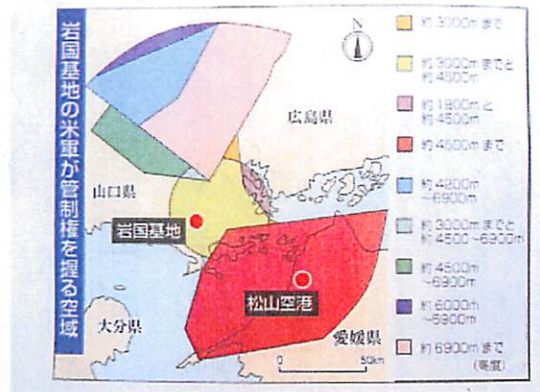 岩国基地の米軍が管制権を握る空域
N
約3000mまで
約3000mまでと
約4500m
約1800mと
約4500m
約4500mまで
約4200m
~6900m
約3000mまでと
約4500~6900m
約4500m
~6900m
約6000m
~6900mまで
(高度)
広島県
山口県
岩国基地
松山空港
大分県
愛媛県
0
50km